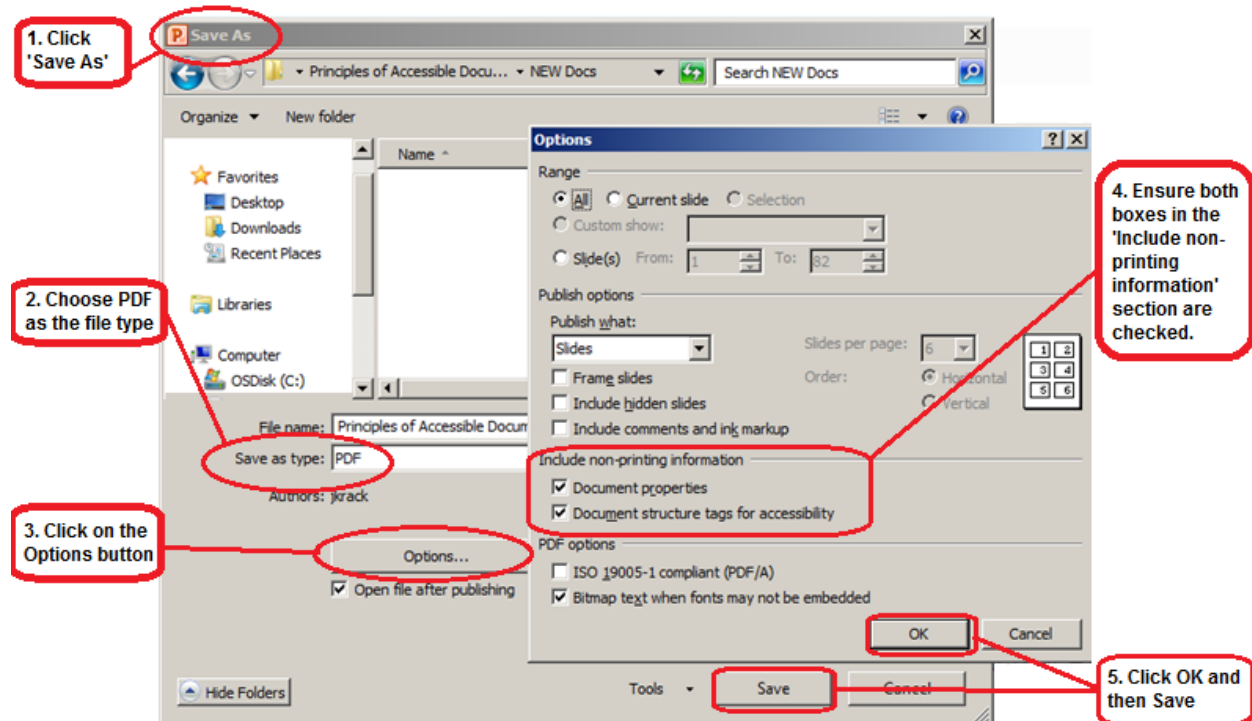 1. Click
'Save As'
Save As
Principles of Accessible Docu...
NEW Docs
Search NEW Docs
Organize
New folder
Name
Favorites
Desktop
Downloads
Recent Places
Libraries
Computer
OSDisk (C:)
2. Choose PDF
as the file type
File name: Principles of Accessible Docum
Save as type: PDF
Authors: jkrack
3. Click on the
Options button
Options...
Open file after publishing
Hide Folders
Tools
Save
Cancel
Options
Range
All Current slide Selection
Custom show:
Slide(s) From: 1 To: 82
Publish options
Publish what:
Slides
Slides per page: 6
Frame slides
Order: Horizontal
Include hidden slides
Vertical
Include comments and ink markup
1 2
3 4
5 6
Include non-printing information
Document properties
Document structure tags for accessibility
PDF options
ISO 19005-1 compliant (PDF/A)
Bitmap text when fonts may not be embedded
OK
Cancel
4. Ensure both
boxes in the
'Include non-
printing
information'
section are
checked.
5. Click OK and
then Save